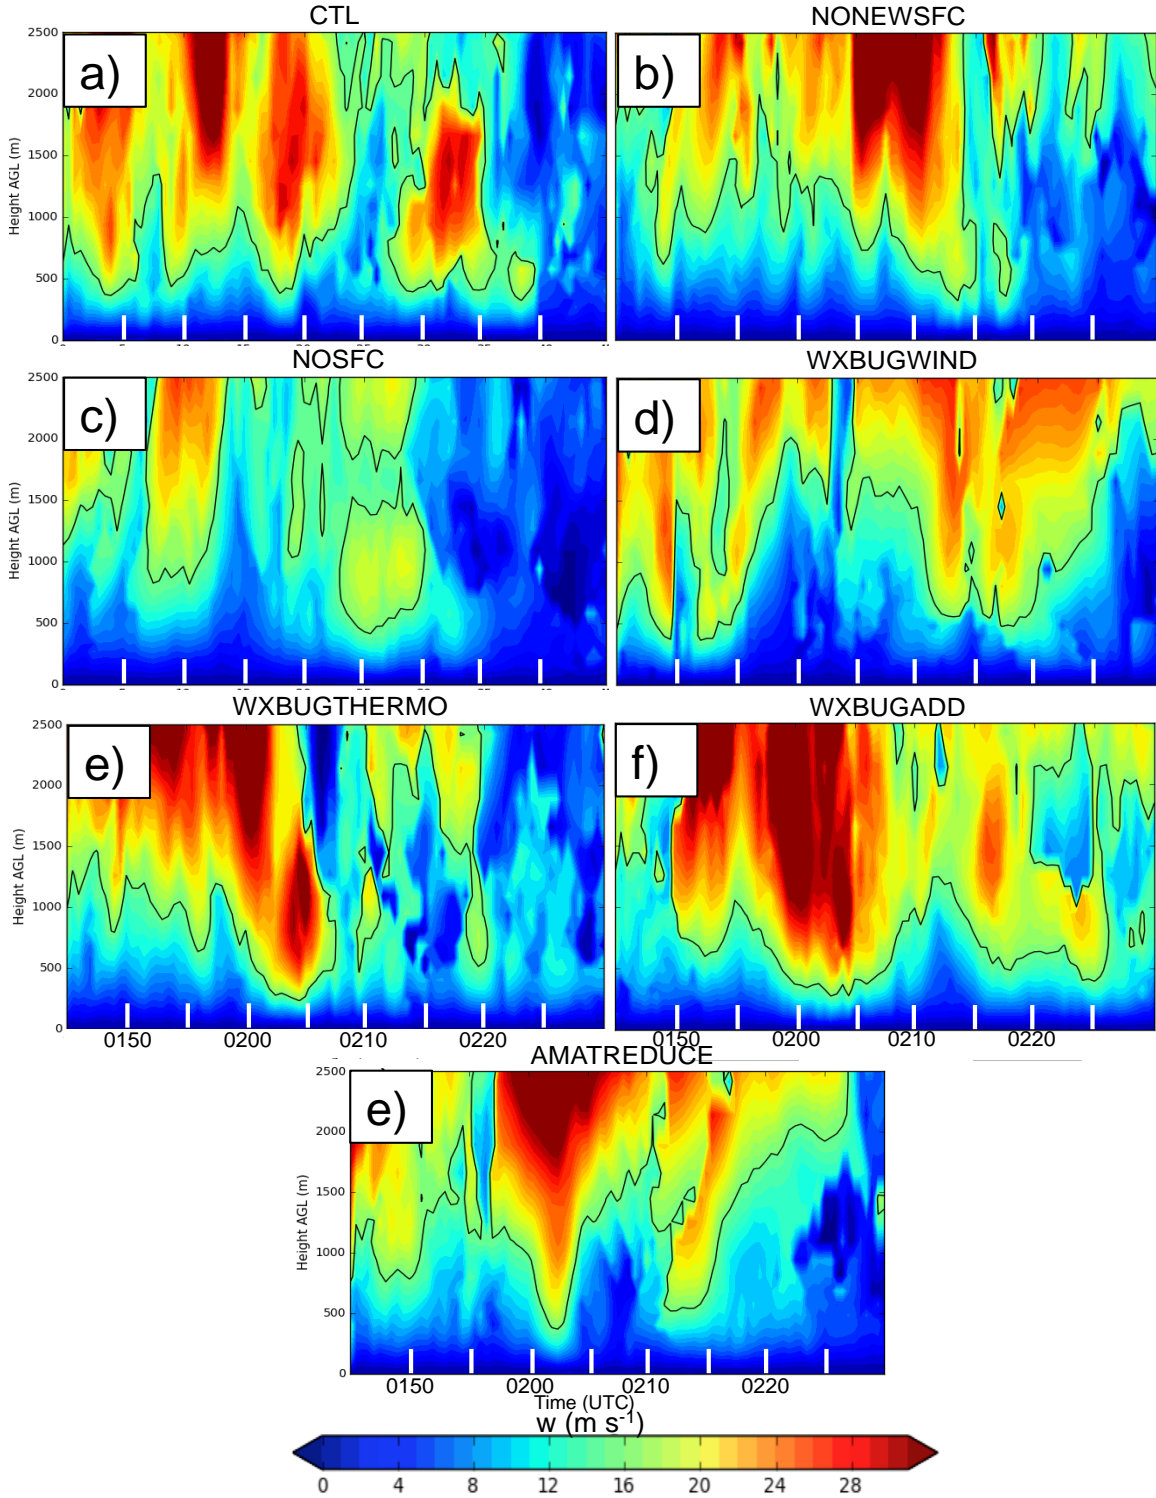 CTL
NONEWSFC
2500
2000
1500
1000
500
0
Height AGL (m)
a)
b)
NOSFC
WXBUGWIND
2500
2000
1500
1000
500
0
Height AGL (m)
c)
d)
WXBUGTHERMO
WXBUGADD
2500
2000
1500
1000
500
0
Height AGL (m)
e)
f)
0150 0200 0210 0220
0150 0200 0210 0220
AMATREDUCE
2500
2000
1500
1000
500
0
Height AGL (m)
e)
0150 0200 0210 0220
Time (UTC)
w (m s-1)
0 4 8 12 16 20 24 28